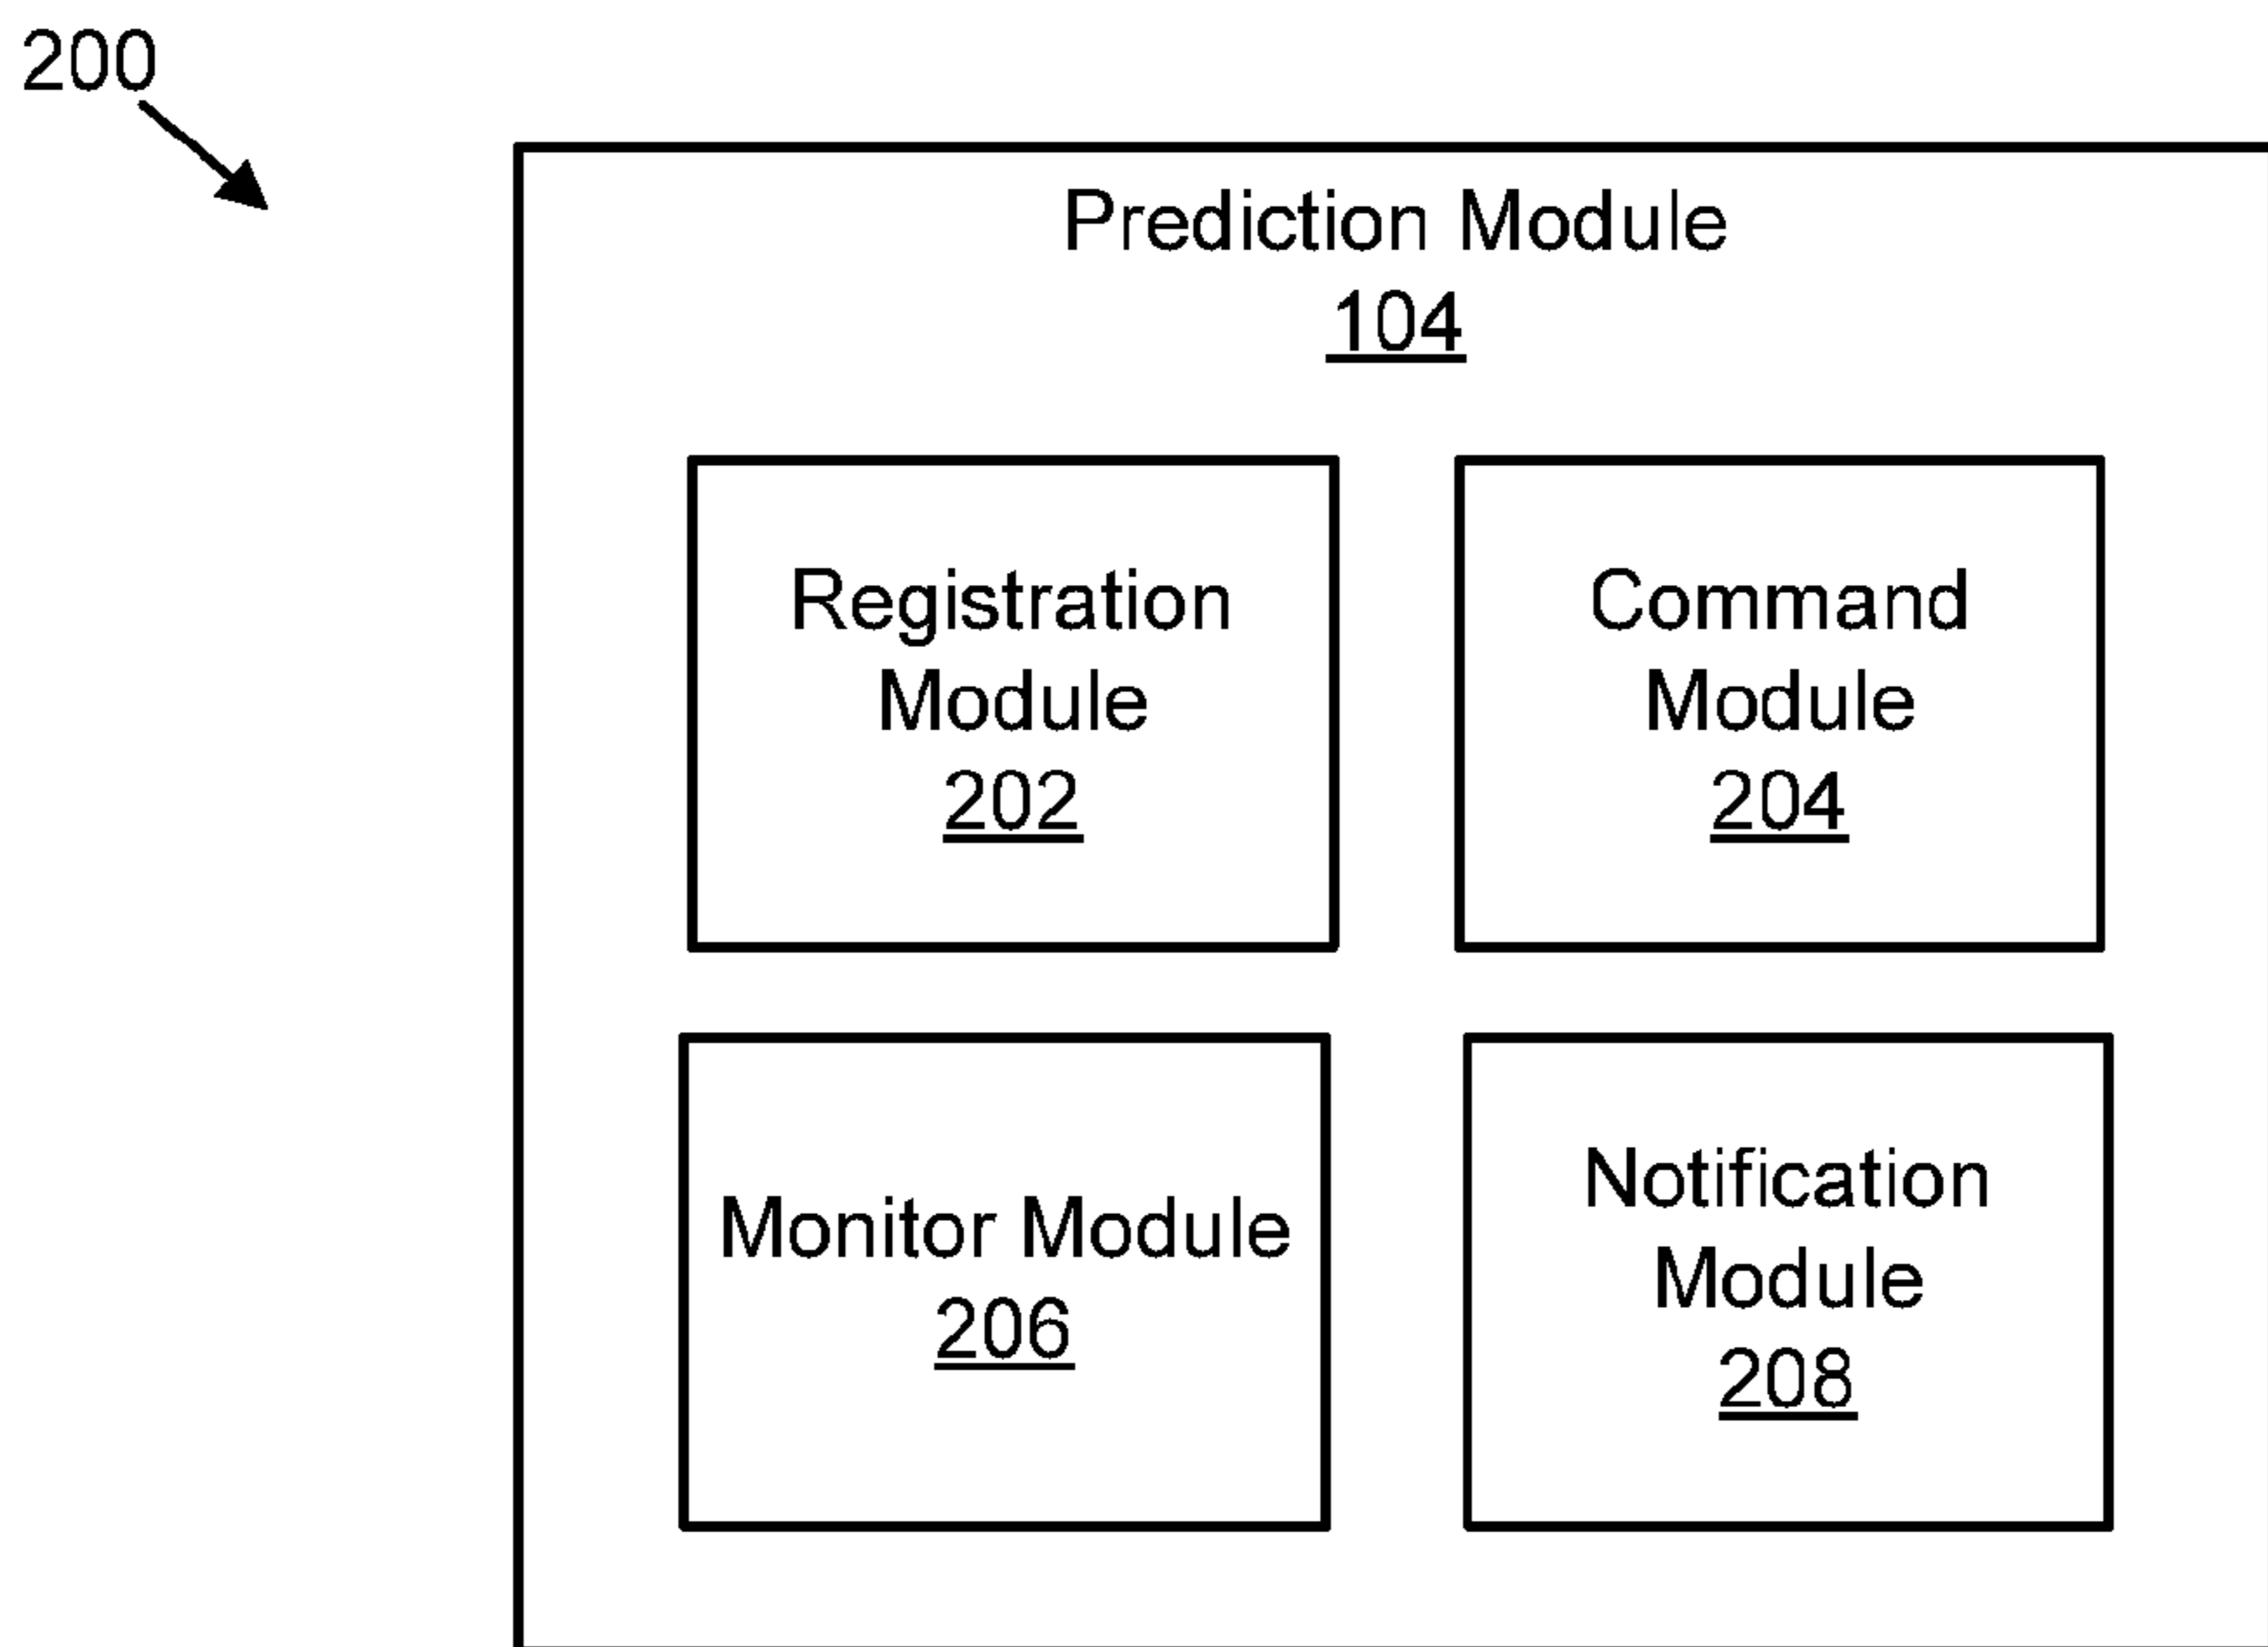 200
Prediction Module
104
Registration
Module
202
Command
Module
204
Monitor Module
206
Notification
Module
208